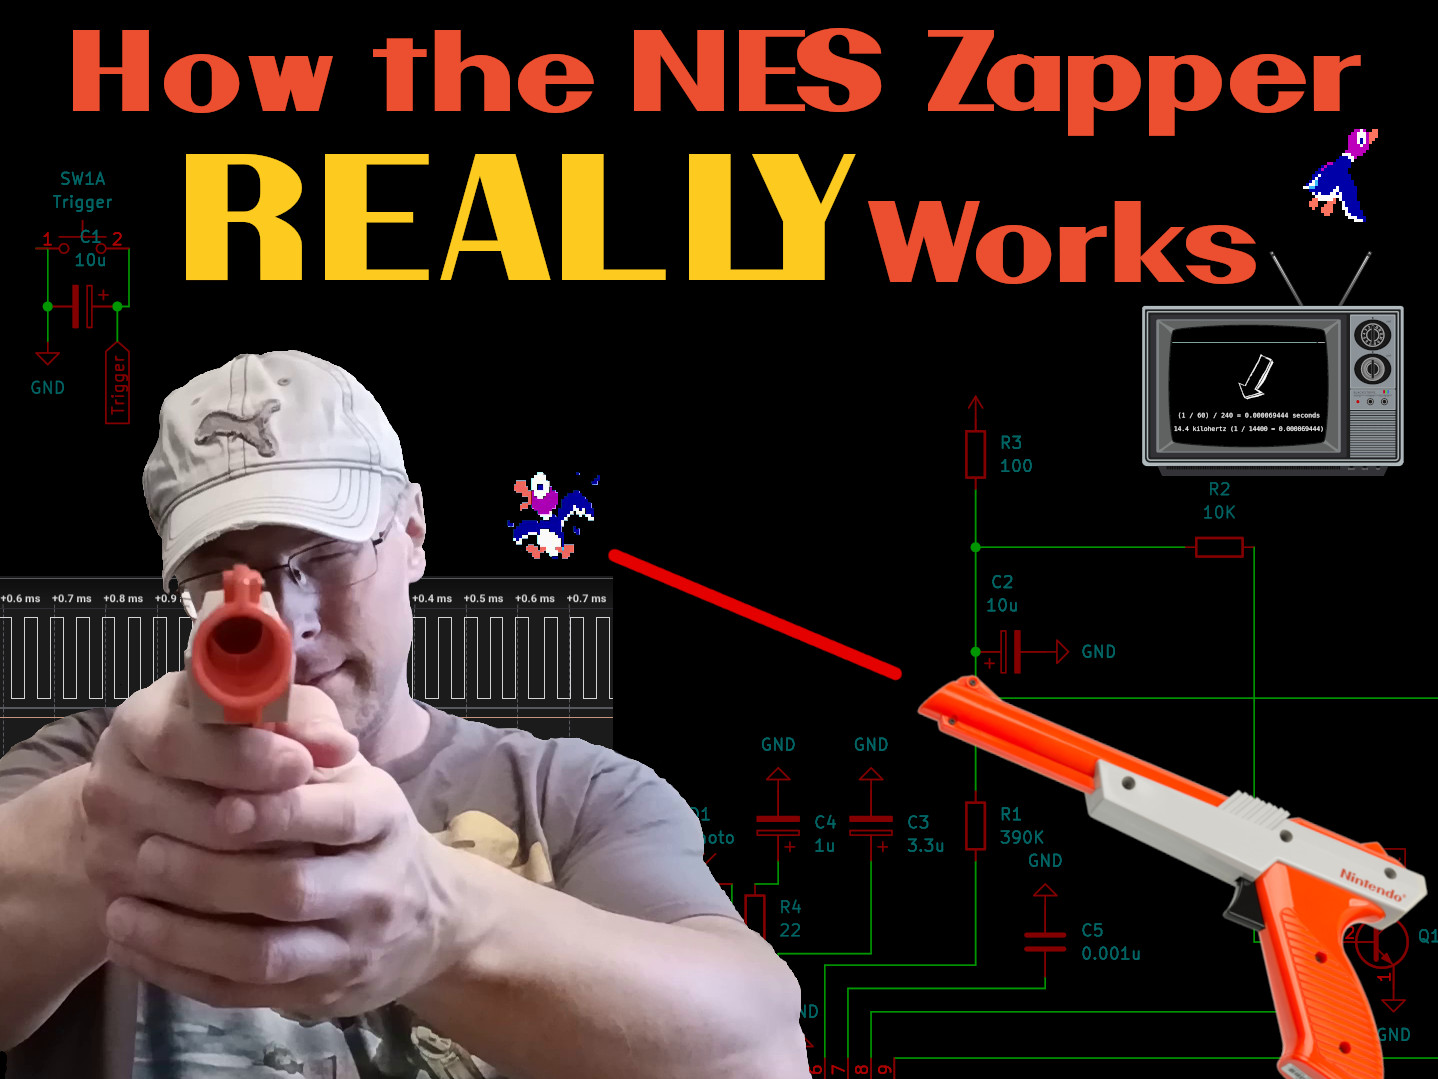 How the NES Zapper
REALLY Works
SW1A
Trigger
1 C1 2
10u
+
GND
Trigger
(1 / 60) / 240 = 0.000069444 seconds
14.4 kilohertz (1 / 14400 = 0.000069444)
R3
100
R2
10K
C2
10u
+
GND
+0.6 ms +0.7 ms +0.8 ms +0.9 +0.4 ms +0.5 ms +0.6 ms +0.7 ms
GND
GND
C4
1u
+
C3
3.3u
+
R1
390K
GND
R4
22
C5
0.001u
Nintendo
2
Q1
1
GND
ND
6 7 8 9